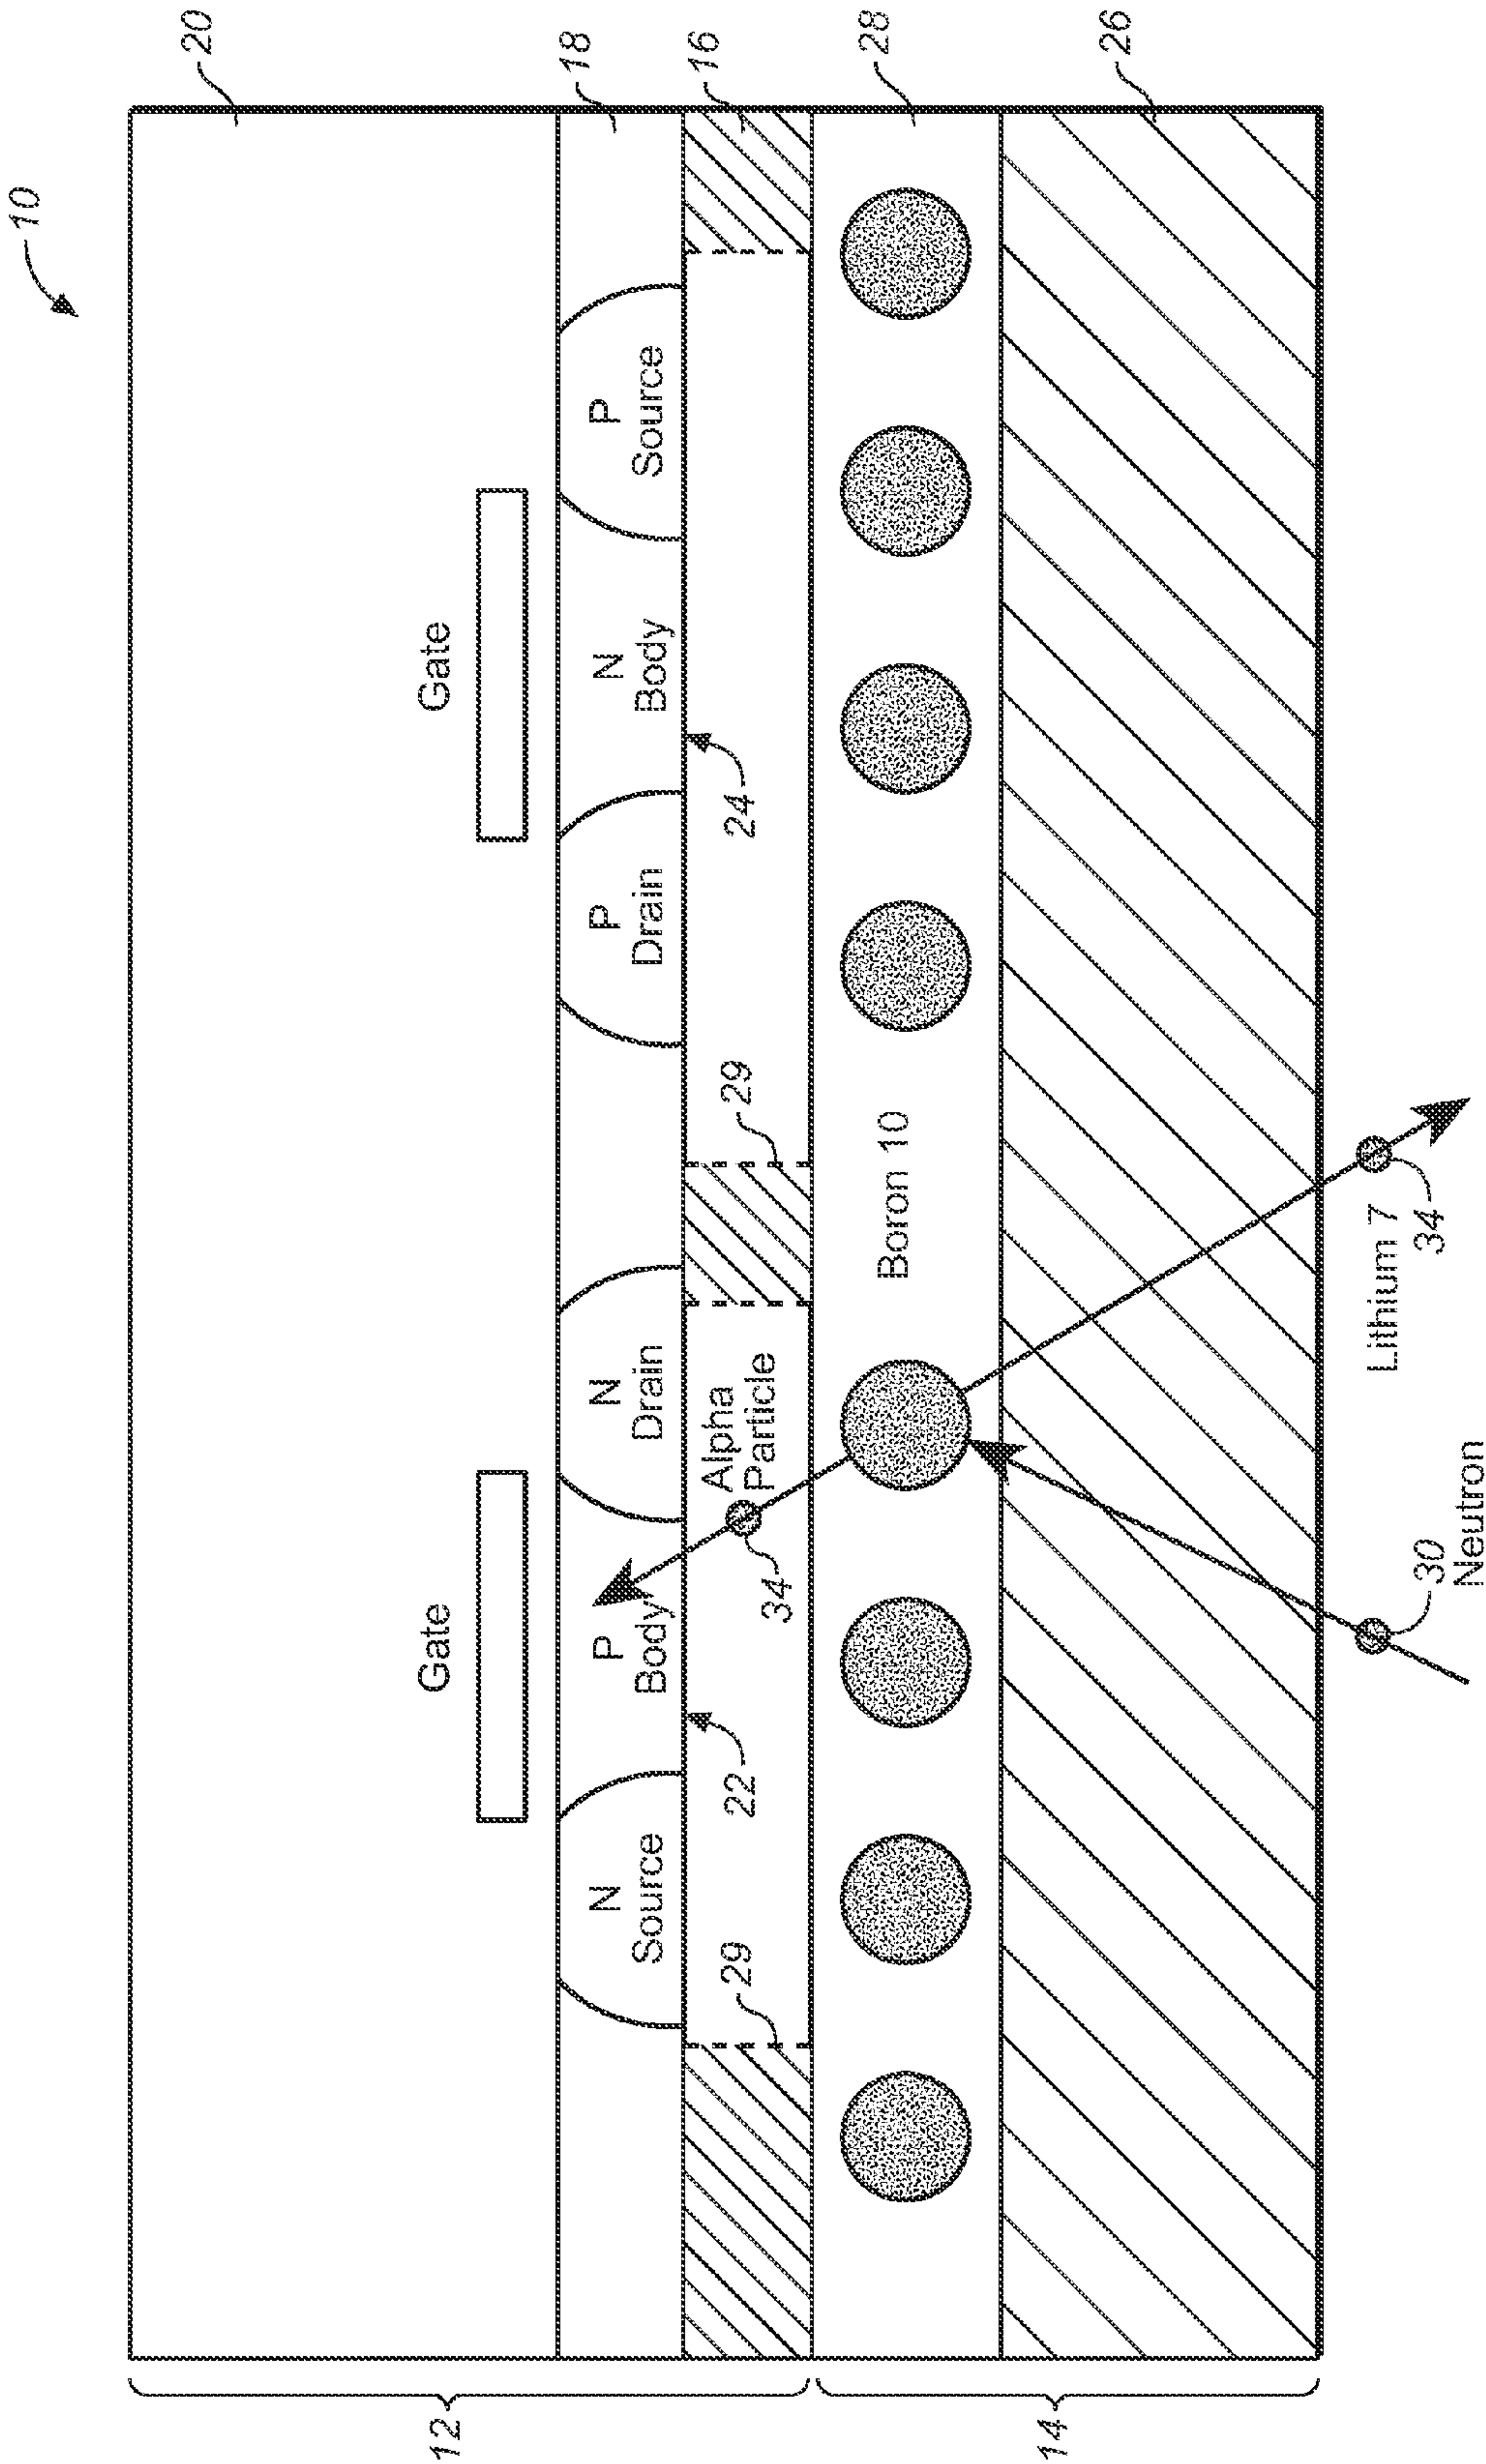 10
20
12
Gate
Gate
18
N
Source
P
Body
N
Drain
P
Drain
N
Body
P
Source
16
29
22
34
Alpha
Particle
29
24
28
Boron 10
14
26
30
Neutron
Lithium 7
34